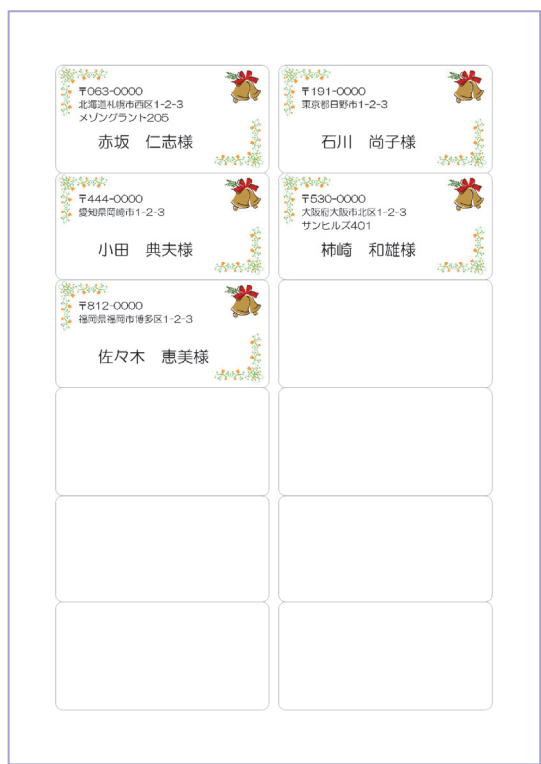 〒063-0000
北海道札幌市西区1-2-3
メゾングラント205
赤坂　仁志様
〒191-0000
東京都日野市1-2-3
石川　尚子様
〒444-0000
愛知県岡崎市1-2-3
小田　典夫様
〒530-0000
大阪府大阪市北区1-2-3
サンヒルズ401
柿崎　和雄様
〒812-0000
福岡県福岡市博多区1-2-3
佐々木　恵美様